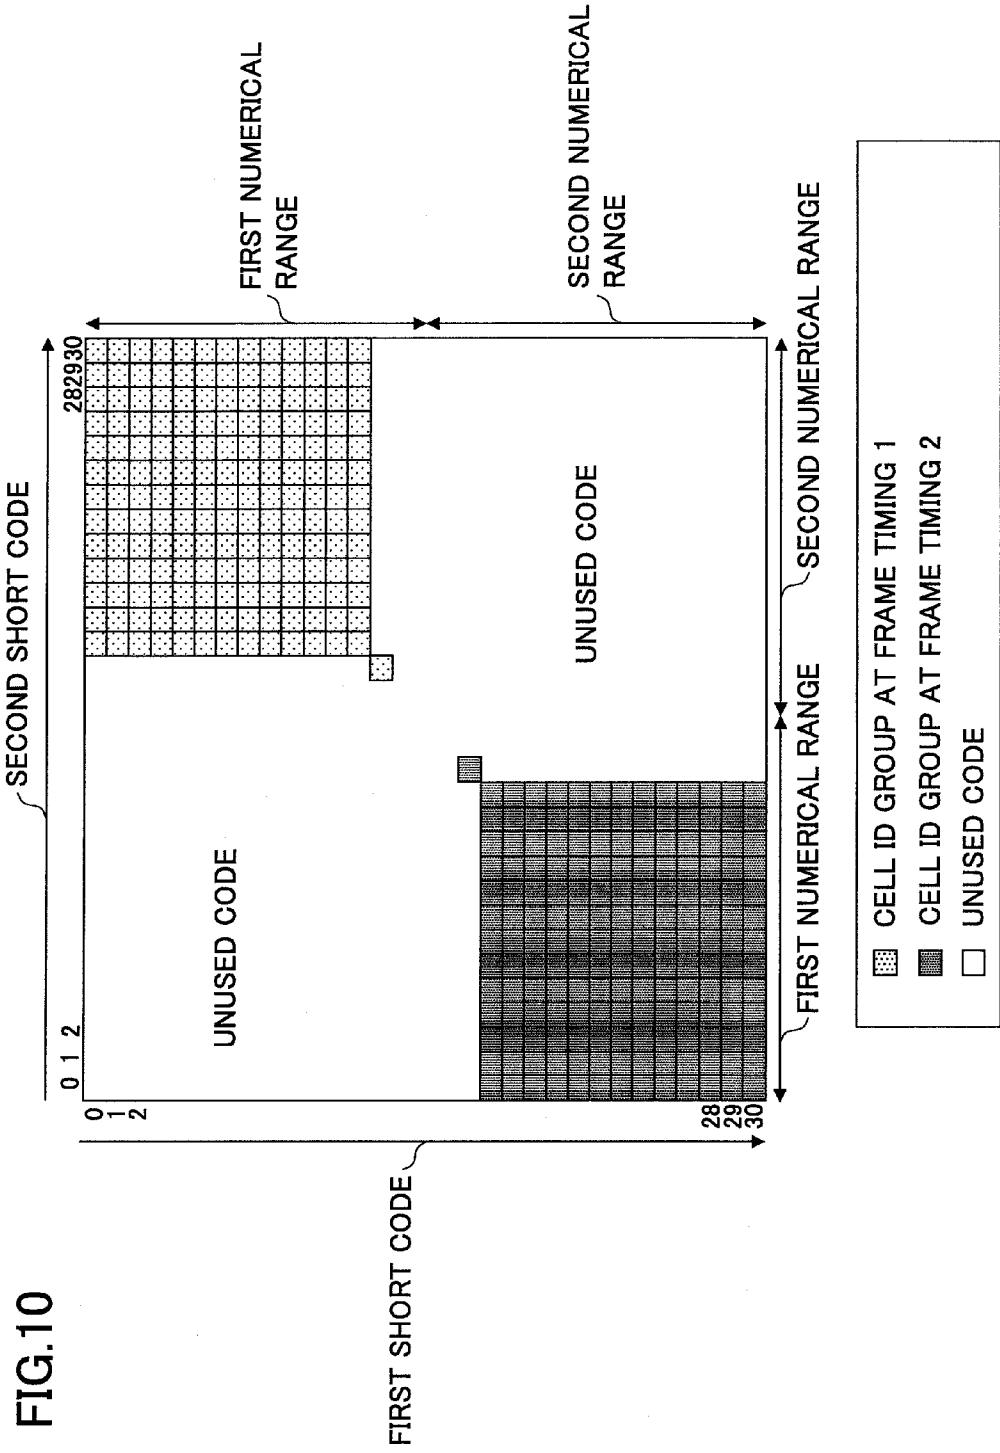 FIG.10
SECOND SHORT CODE
0 1 2
282930
0
1
2
28
29
30
FIRST SHORT CODE
UNUSED CODE
UNUSED CODE
FIRST NUMERICAL
RANGE
SECOND NUMERICAL
RANGE
FIRST NUMERICAL RANGE
SECOND NUMERICAL RANGE
CELL ID GROUP AT FRAME TIMING 1
CELL ID GROUP AT FRAME TIMING 2
UNUSED CODE